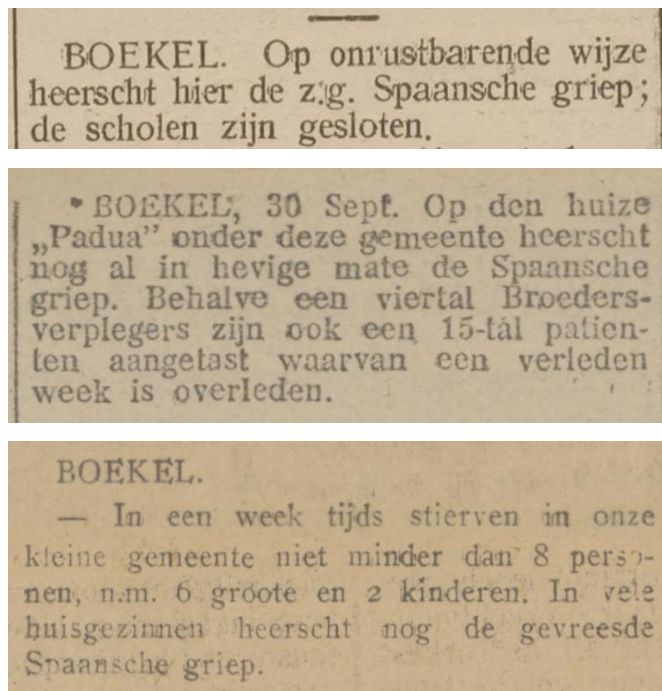 BOEKEL. Op onrustbarende wijze
heerscht hier de z.g. Spaansche griep;
de scholen zijn gesloten.
* BOEKEL, 30 Sept. Op den huize
„Padua” onder deze gemeente heerscht
nog al in hevige mate de Spaansche
griep. Behalve een viertal Broeders-
verplegers zijn ook een 15-tal patien-
ten aangetast waarvan een verleden
week is overleden.
BOEKEL.
— In een week tijds stierven in onze
kleine gemeente niet minder dan 8 perso-
nen, n.m. 6 groote en 2 kinderen. In vele
huisgezinnen heerscht nog de gevreesde
Spaansche griep.